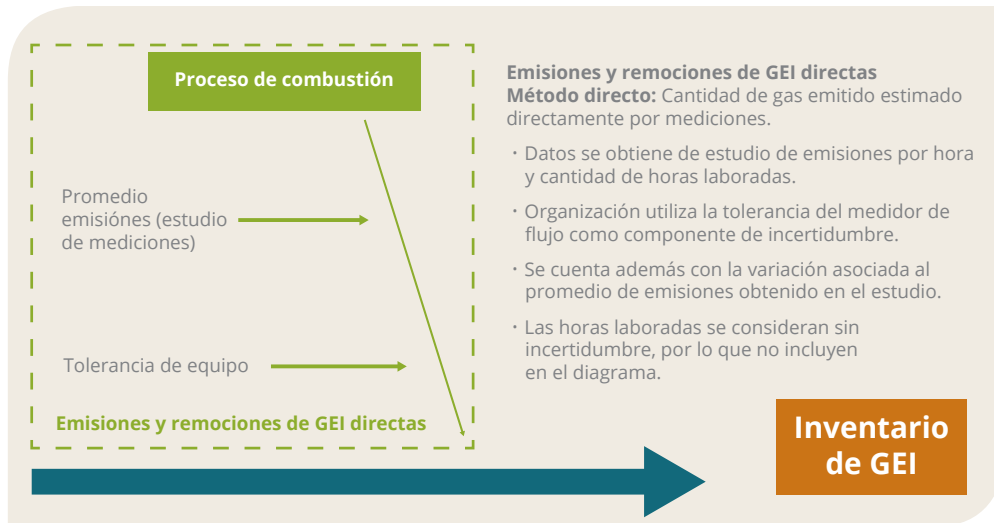 Proceso de combustión
Promedio
emisiónes (estudio
de mediciones)
Tolerancia de equipo
Emisiones y remociones de GEI directas
Emisiones y remociones de GEI directas
Método directo: Cantidad de gas emitido estimado
directamente por mediciones.
· Datos se obtiene de estudio de emisiones por hora
y cantidad de horas laboradas.
· Organización utiliza la tolerancia del medidor de
flujo como componente de incertidumbre.
· Se cuenta además con la variación asociada al
promedio de emisiones obtenido en el estudio.
· Las horas laboradas se consideran sin
incertidumbre, por lo que no incluyen
en el diagrama.
Inventario
de GEI